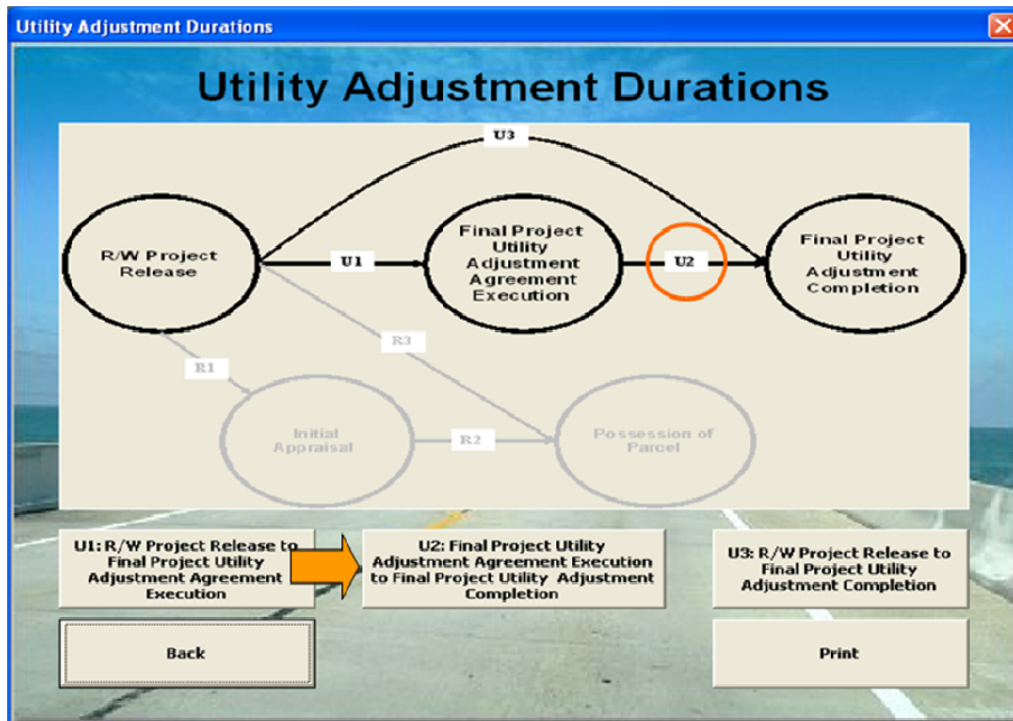 Utility Adjustment Durations
Utility Adjustment Durations
U3
R/W Project
Release
U1
Final Project
Utility
Adjustment
Agreement
Execution
U2
Final Project
Utility
Adjustment
Completion
R1
R3
Initial
Appraisal
R2
Possession of
Parcel
U1: R/W Project Release to
Final Project Utility
Adjustment Agreement
Execution
U2: Final Project Utility
Adjustment Agreement Execution
to Final Project Utility Adjustment
Completion
U3: R/W Project Release to
Final Project Utility
Adjustment Completion
Back
Print